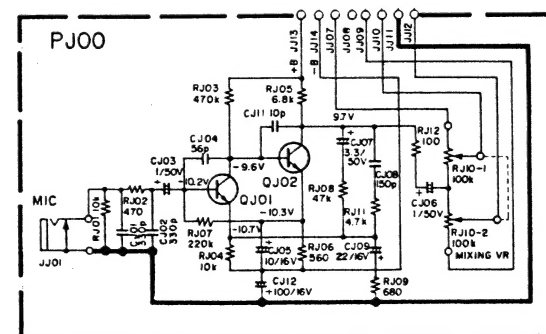 PJ00
+B JJ13
-B JJ14
JJ07
JJ08
JJ09
JJ10
JJ11
JJ12
RJ03
470k
RJ05
6.8k
CJ11 10p
CJ04
56p
9.7V
CJ07
3.3/
50V
RJ12
100
CJ03
1/50V
-9.6V
QJ02
CJ08
150p
RJ10-1
100k
-10.2V
QJ01
RJ08
47k
CJ06
1/50V
MIC
RJ02
470
-10.3V
RJ11
4.7k
RJ01
10k
CJ01
330p
CJ02
330p
-10.7V
RJ07
220k
RJ10-2
100k
JJ01
RJ04
10k
CJ05
10/16V
RJ06
560
CJ09
22/16V
MIXING VR
CJ12
+100/16V
RJ09
680